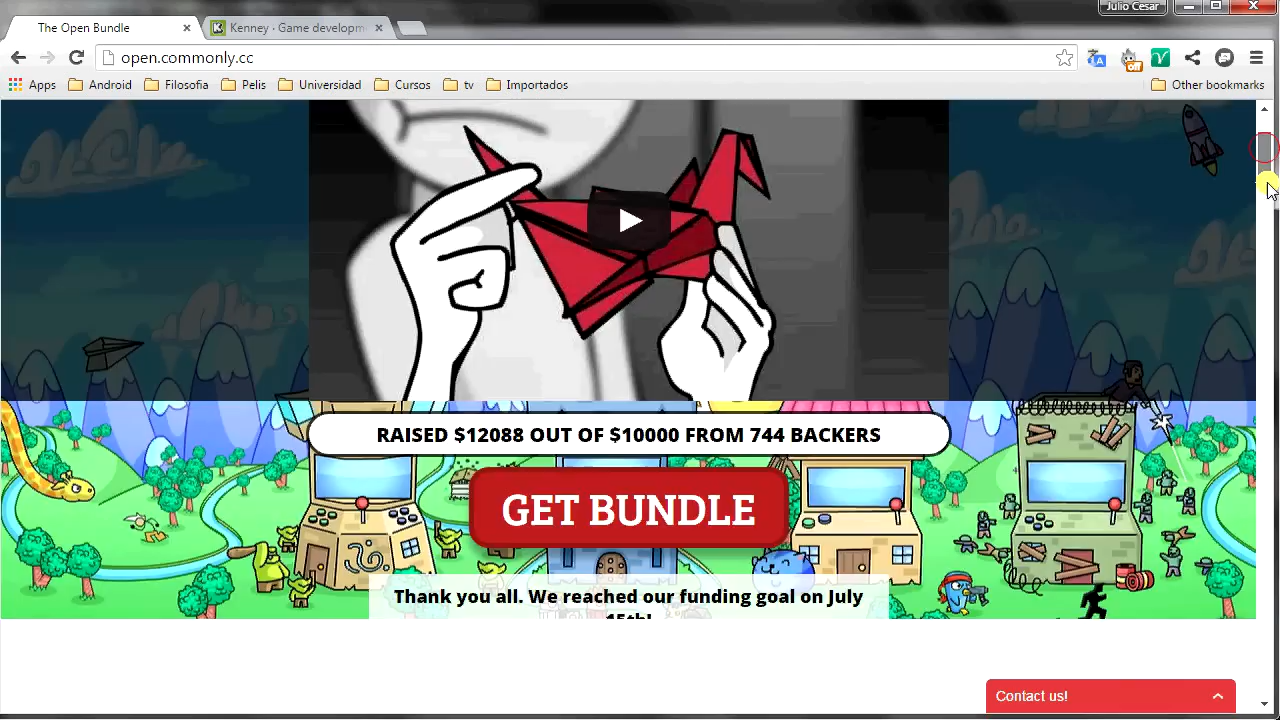 Julio Cesar
The Open Bundle
Kenney · Game developm
open.commonly.cc
Apps Android Filosofia Pelis Universidad Cursos tv Importados Other bookmarks
RAISED $12088 OUT OF $10000 FROM 744 BACKERS
GET BUNDLE
Thank you all. We reached our funding goal on July
15th!
Contact us!